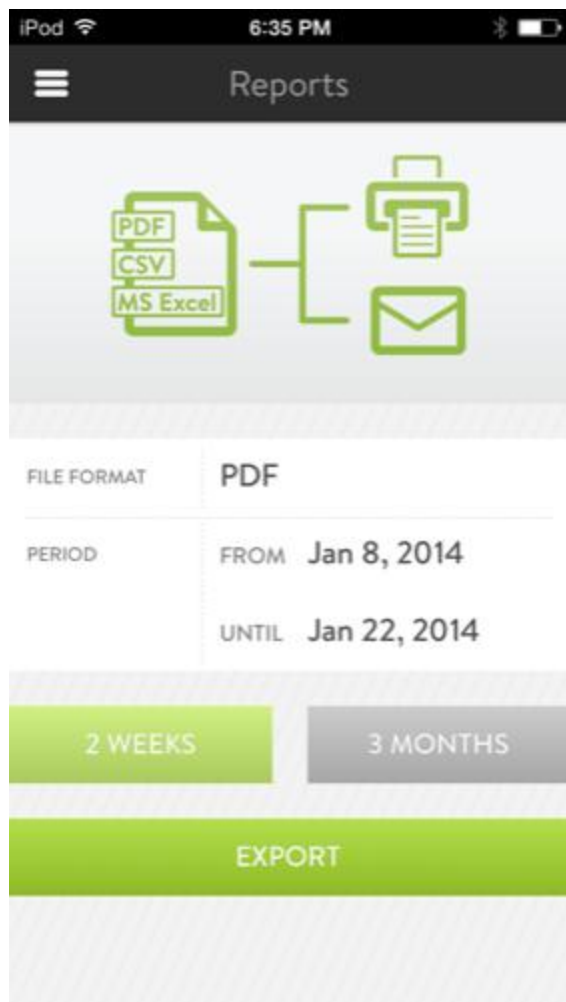 iPod 6:35 PM
Reports
PDF
CSV
MS Excel
FILE FORMAT PDF
PERIOD FROM Jan 8, 2014
UNTIL Jan 22, 2014
2 WEEKS 3 MONTHS
EXPORT